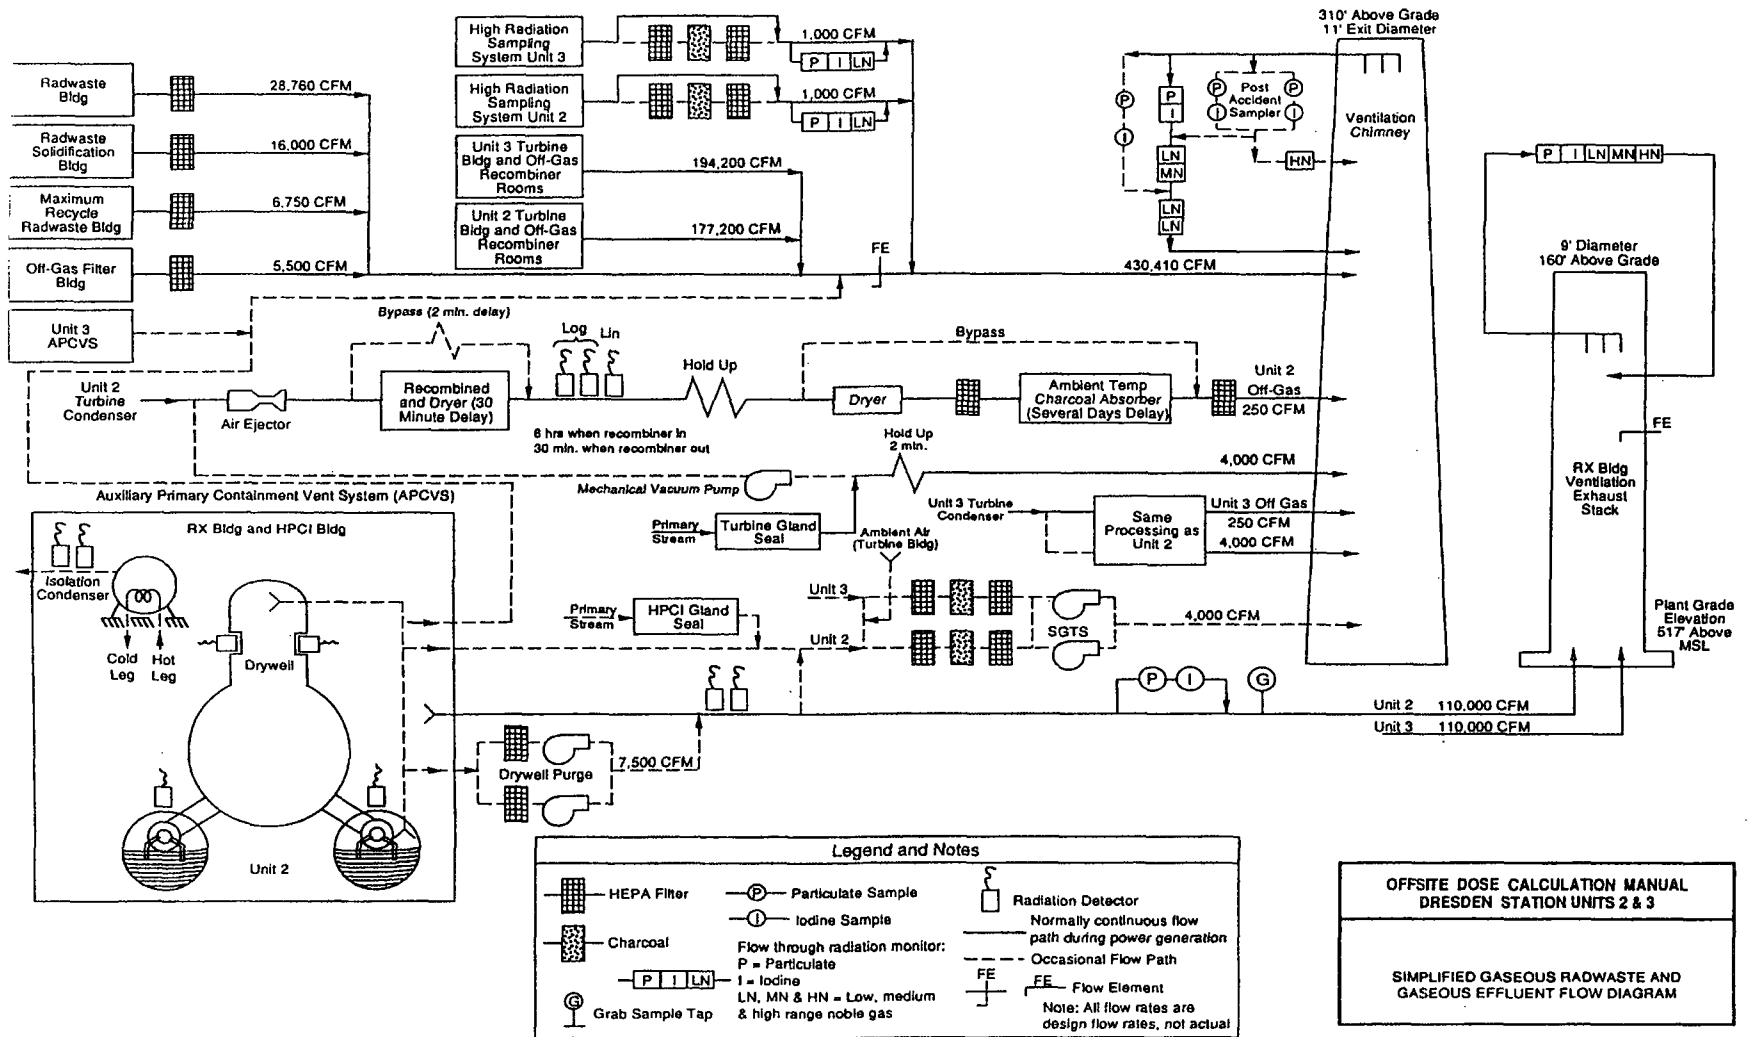 310' Above Grade
11' Exit Diameter
High Radiation
Sampling
System Unit 3
1,000 CFM
P I LN
High Radiation
Sampling
System Unit 2
1,000 CFM
P I LN
Radwaste
Bldg
28,760 CFM
Radwaste
Solidification
Bldg
16,000 CFM
Maximum
Recycle
Radwaste Bldg
6,750 CFM
Off-Gas Filter
Bldg
5,500 CFM
Unit 3
APCVS
Unit 3 Turbine
Bldg and Off-Gas
Recombiner
Rooms
194,200 CFM
Unit 2 Turbine
Bldg and Off-Gas
Recombiner
Rooms
177,200 CFM
FE
430,410 CFM
P
I
P
I
P
I
Post
Accident
Sampler
P
I
LN
MN
HN
LN
LN
Ventilation
Chimney
P I LN MN HN
9' Diameter
160' Above Grade
FE
RX Bldg
Ventilation
Exhaust
Stack
Plant Grade
Elevation
517' Above
MSL
Bypass (2 min. delay)
Log
Lin
Hold Up
Bypass
Unit 2
Turbine
Condenser
Air Ejector
Recombined
and Dryer (30
Minute Delay)
6 hrs when recombiner in
30 min. when recombiner out
Dryer
Ambient Temp
Charcoal Absorber
(Several Days Delay)
Unit 2
Off-Gas
250 CFM
Hold Up
2 min.
4,000 CFM
Mechanical Vacuum Pump
Primary
Stream
Turbine Gland
Seal
Ambient Air
(Turbine Bldg)
Unit 3 Turbine
Condenser
Same
Processing as
Unit 2
Unit 3 Off Gas
250 CFM
4,000 CFM
Auxiliary Primary Containment Vent System (APCVS)
RX Bldg and HPCI Bldg
Isolation
Condenser
Cold
Leg
Hot
Leg
Drywell
Unit 2
Primary
Stream
HPCI Gland
Seal
Unit 3
Unit 2
SGTS
4,000 CFM
P
I
G
Unit 2 110,000 CFM
Unit 3 110,000 CFM
Drywell Purge
7,500 CFM
Legend and Notes
HEPA Filter
Charcoal
P I LN
G
Grab Sample Tap
P
Particulate Sample
I
Iodine Sample
Flow through radiation monitor:
P = Particulate
I = Iodine
LN, MN & HN = Low, medium
& high range noble gas
Radiation Detector
Normally continuous flow
path during power generation
Occasional Flow Path
FE
FE
Flow Element
Note: All flow rates are
design flow rates, not actual
OFFSITE DOSE CALCULATION MANUAL
DRESDEN STATION UNITS 2 & 3
SIMPLIFIED GASEOUS RADWASTE AND
GASEOUS EFFLUENT FLOW DIAGRAM